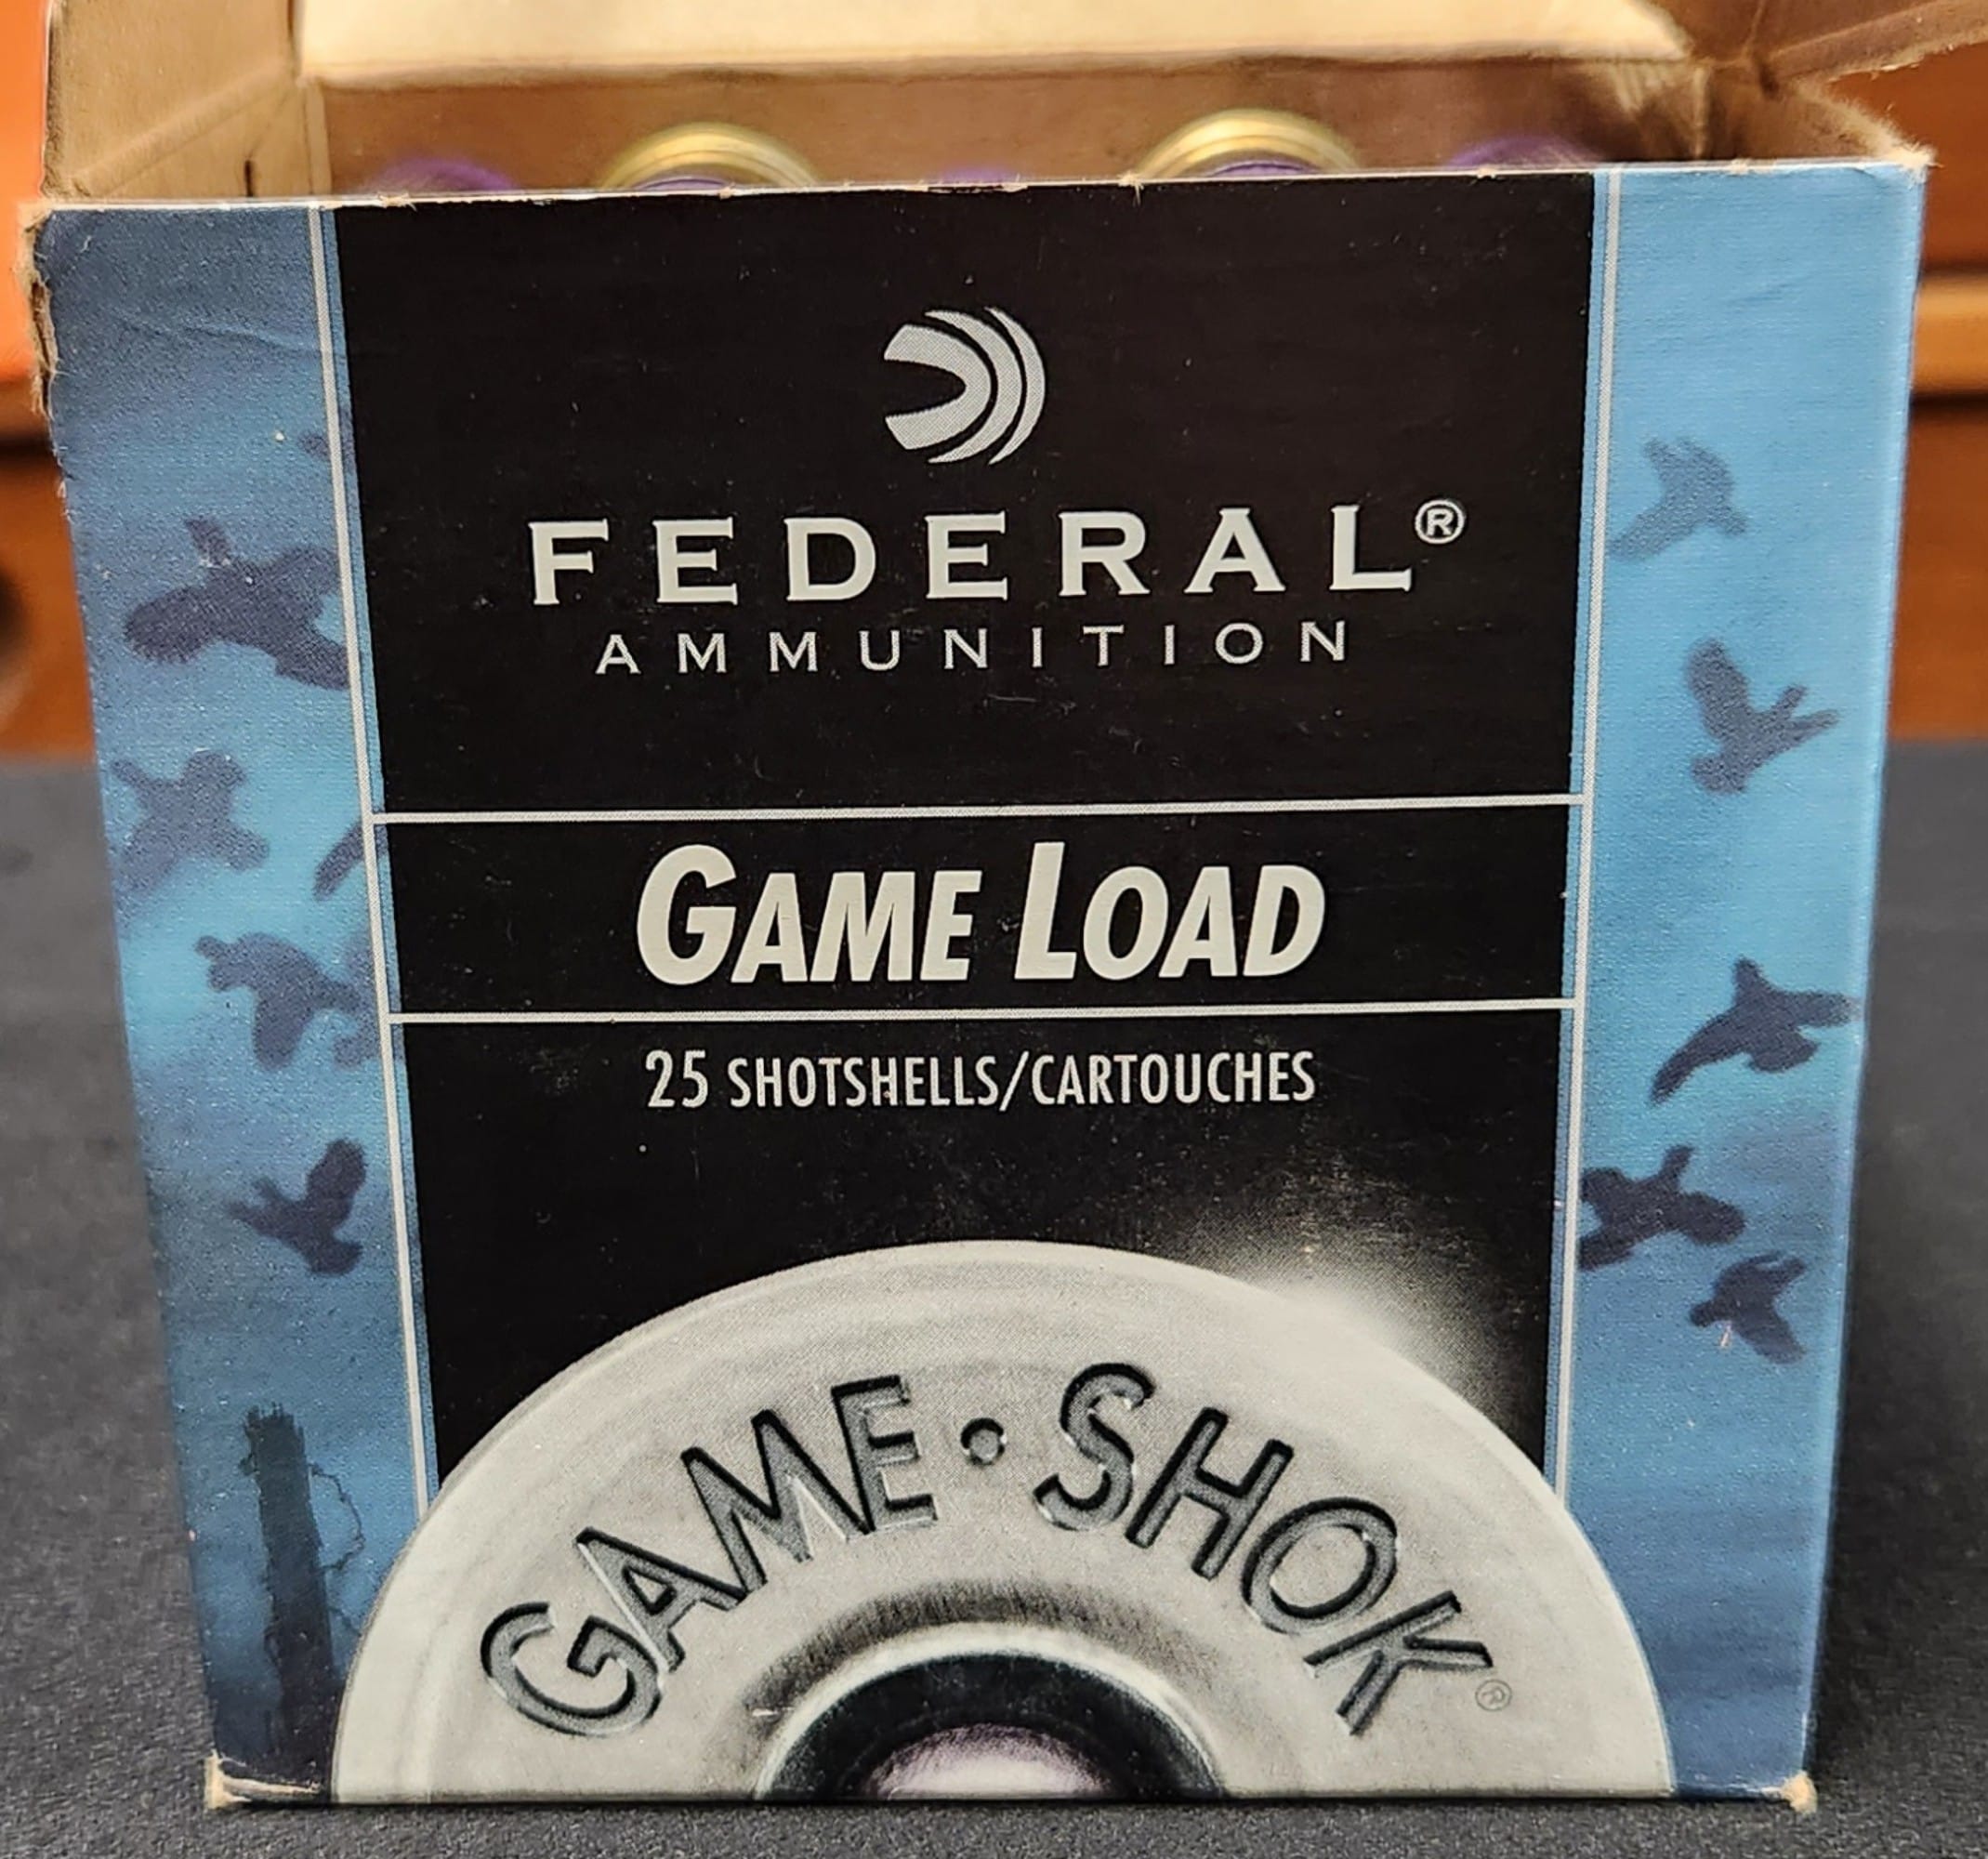 FEDERAL®
AMMUNITION
GAME LOAD
25 SHOTSHELLS/CARTOUCHES
GAME•SHOK®